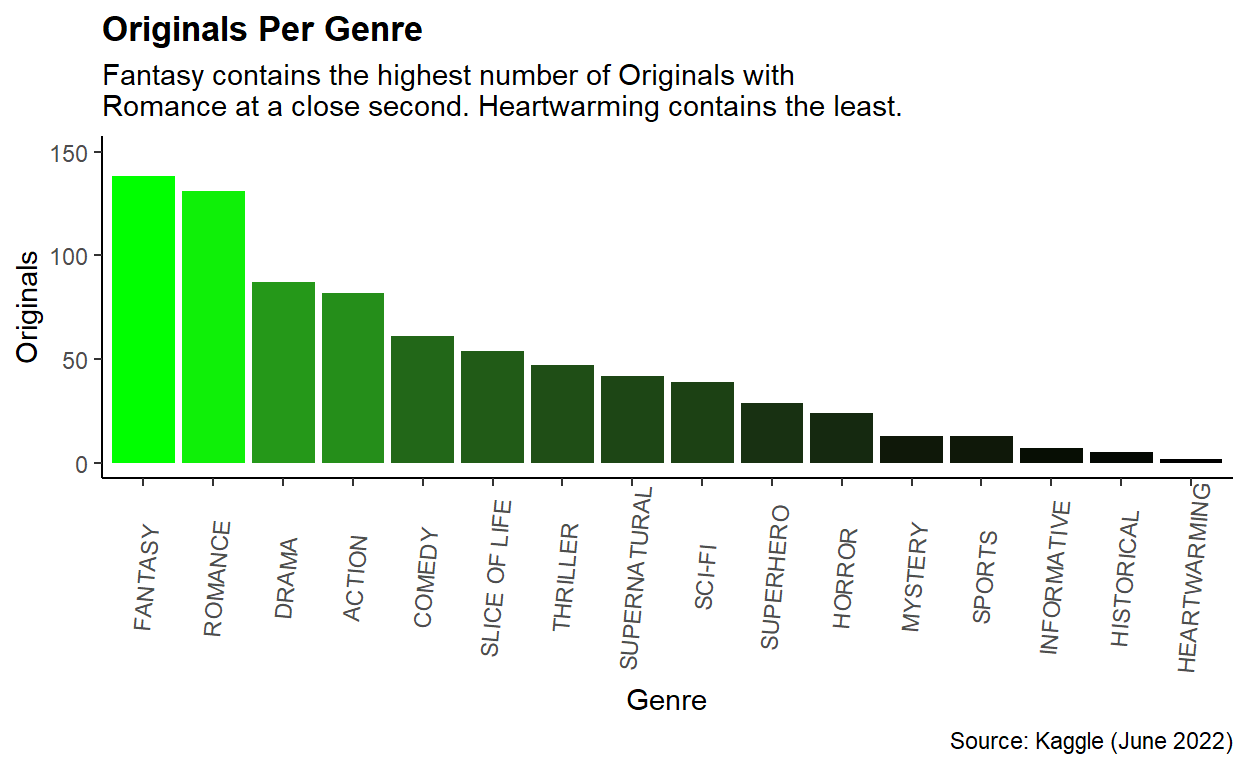 Originals Per Genre
Fantasy contains the highest number of Originals with
Romance at a close second. Heartwarming contains the least.
Originals
150
100
50
0
FANTASY
ROMANCE
DRAMA
ACTION
COMEDY
SLICE OF LIFE
THRILLER
SUPERNATURAL
SCI-FI
SUPERHERO
HORROR
MYSTERY
SPORTS
INFORMATIVE
HISTORICAL
HEARTWARMING
Genre
Source: Kaggle (June 2022)